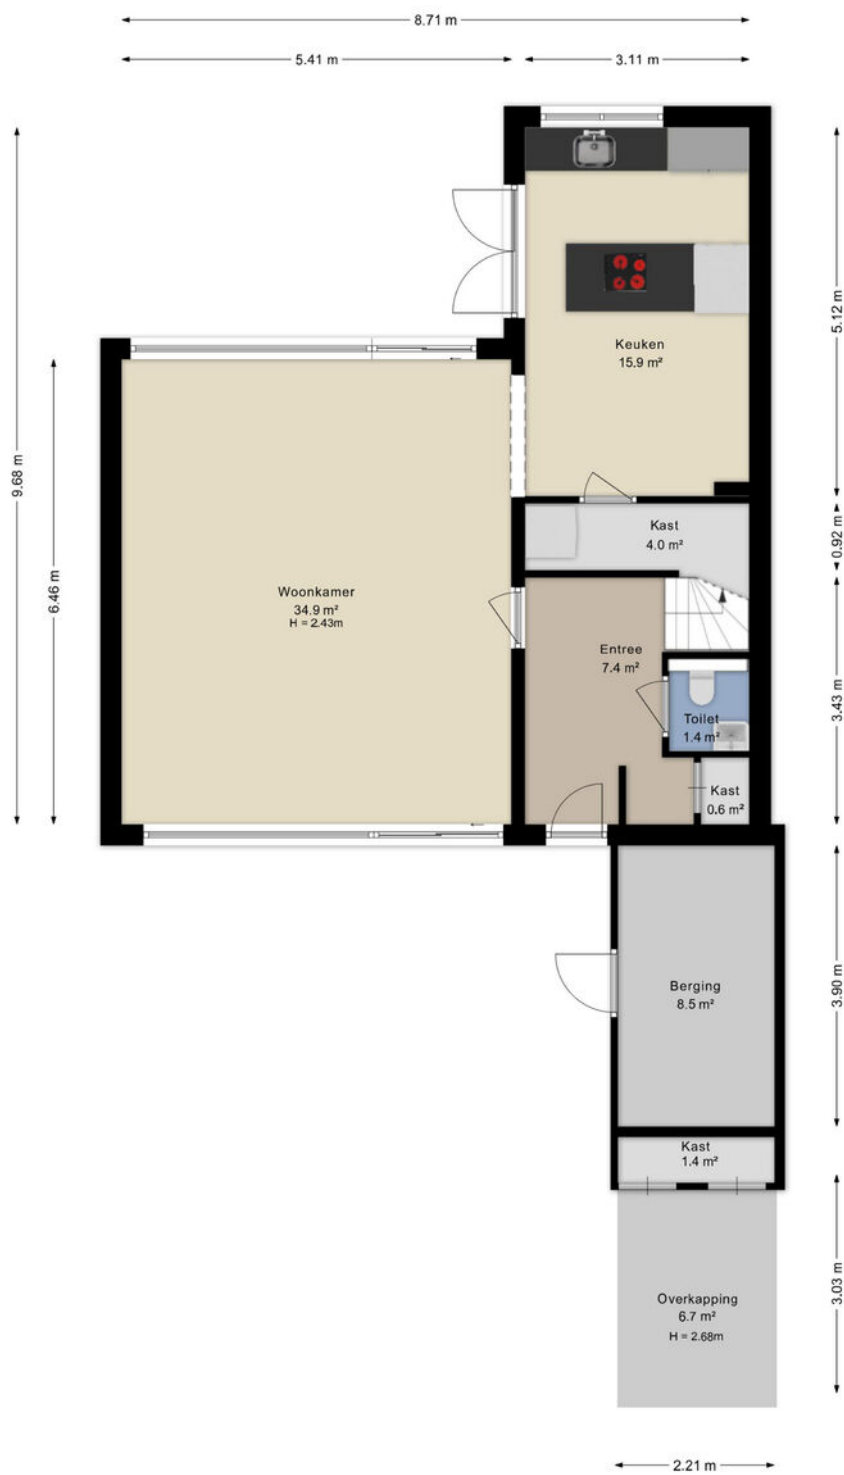 8.71 m
5.41 m
3.11 m
9.68 m
6.46 m
5.12 m
0.92 m
3.43 m
3.90 m
3.03 m
Keuken
15.9 m²
Kast
4.0 m²
Woonkamer
34.9 m²
H = 2.43m
Entree
7.4 m²
Toilet
1.4 m²
Kast
0.6 m²
Berging
8.5 m²
Kast
1.4 m²
Overkapping
6.7 m²
H = 2.68m
2.21 m